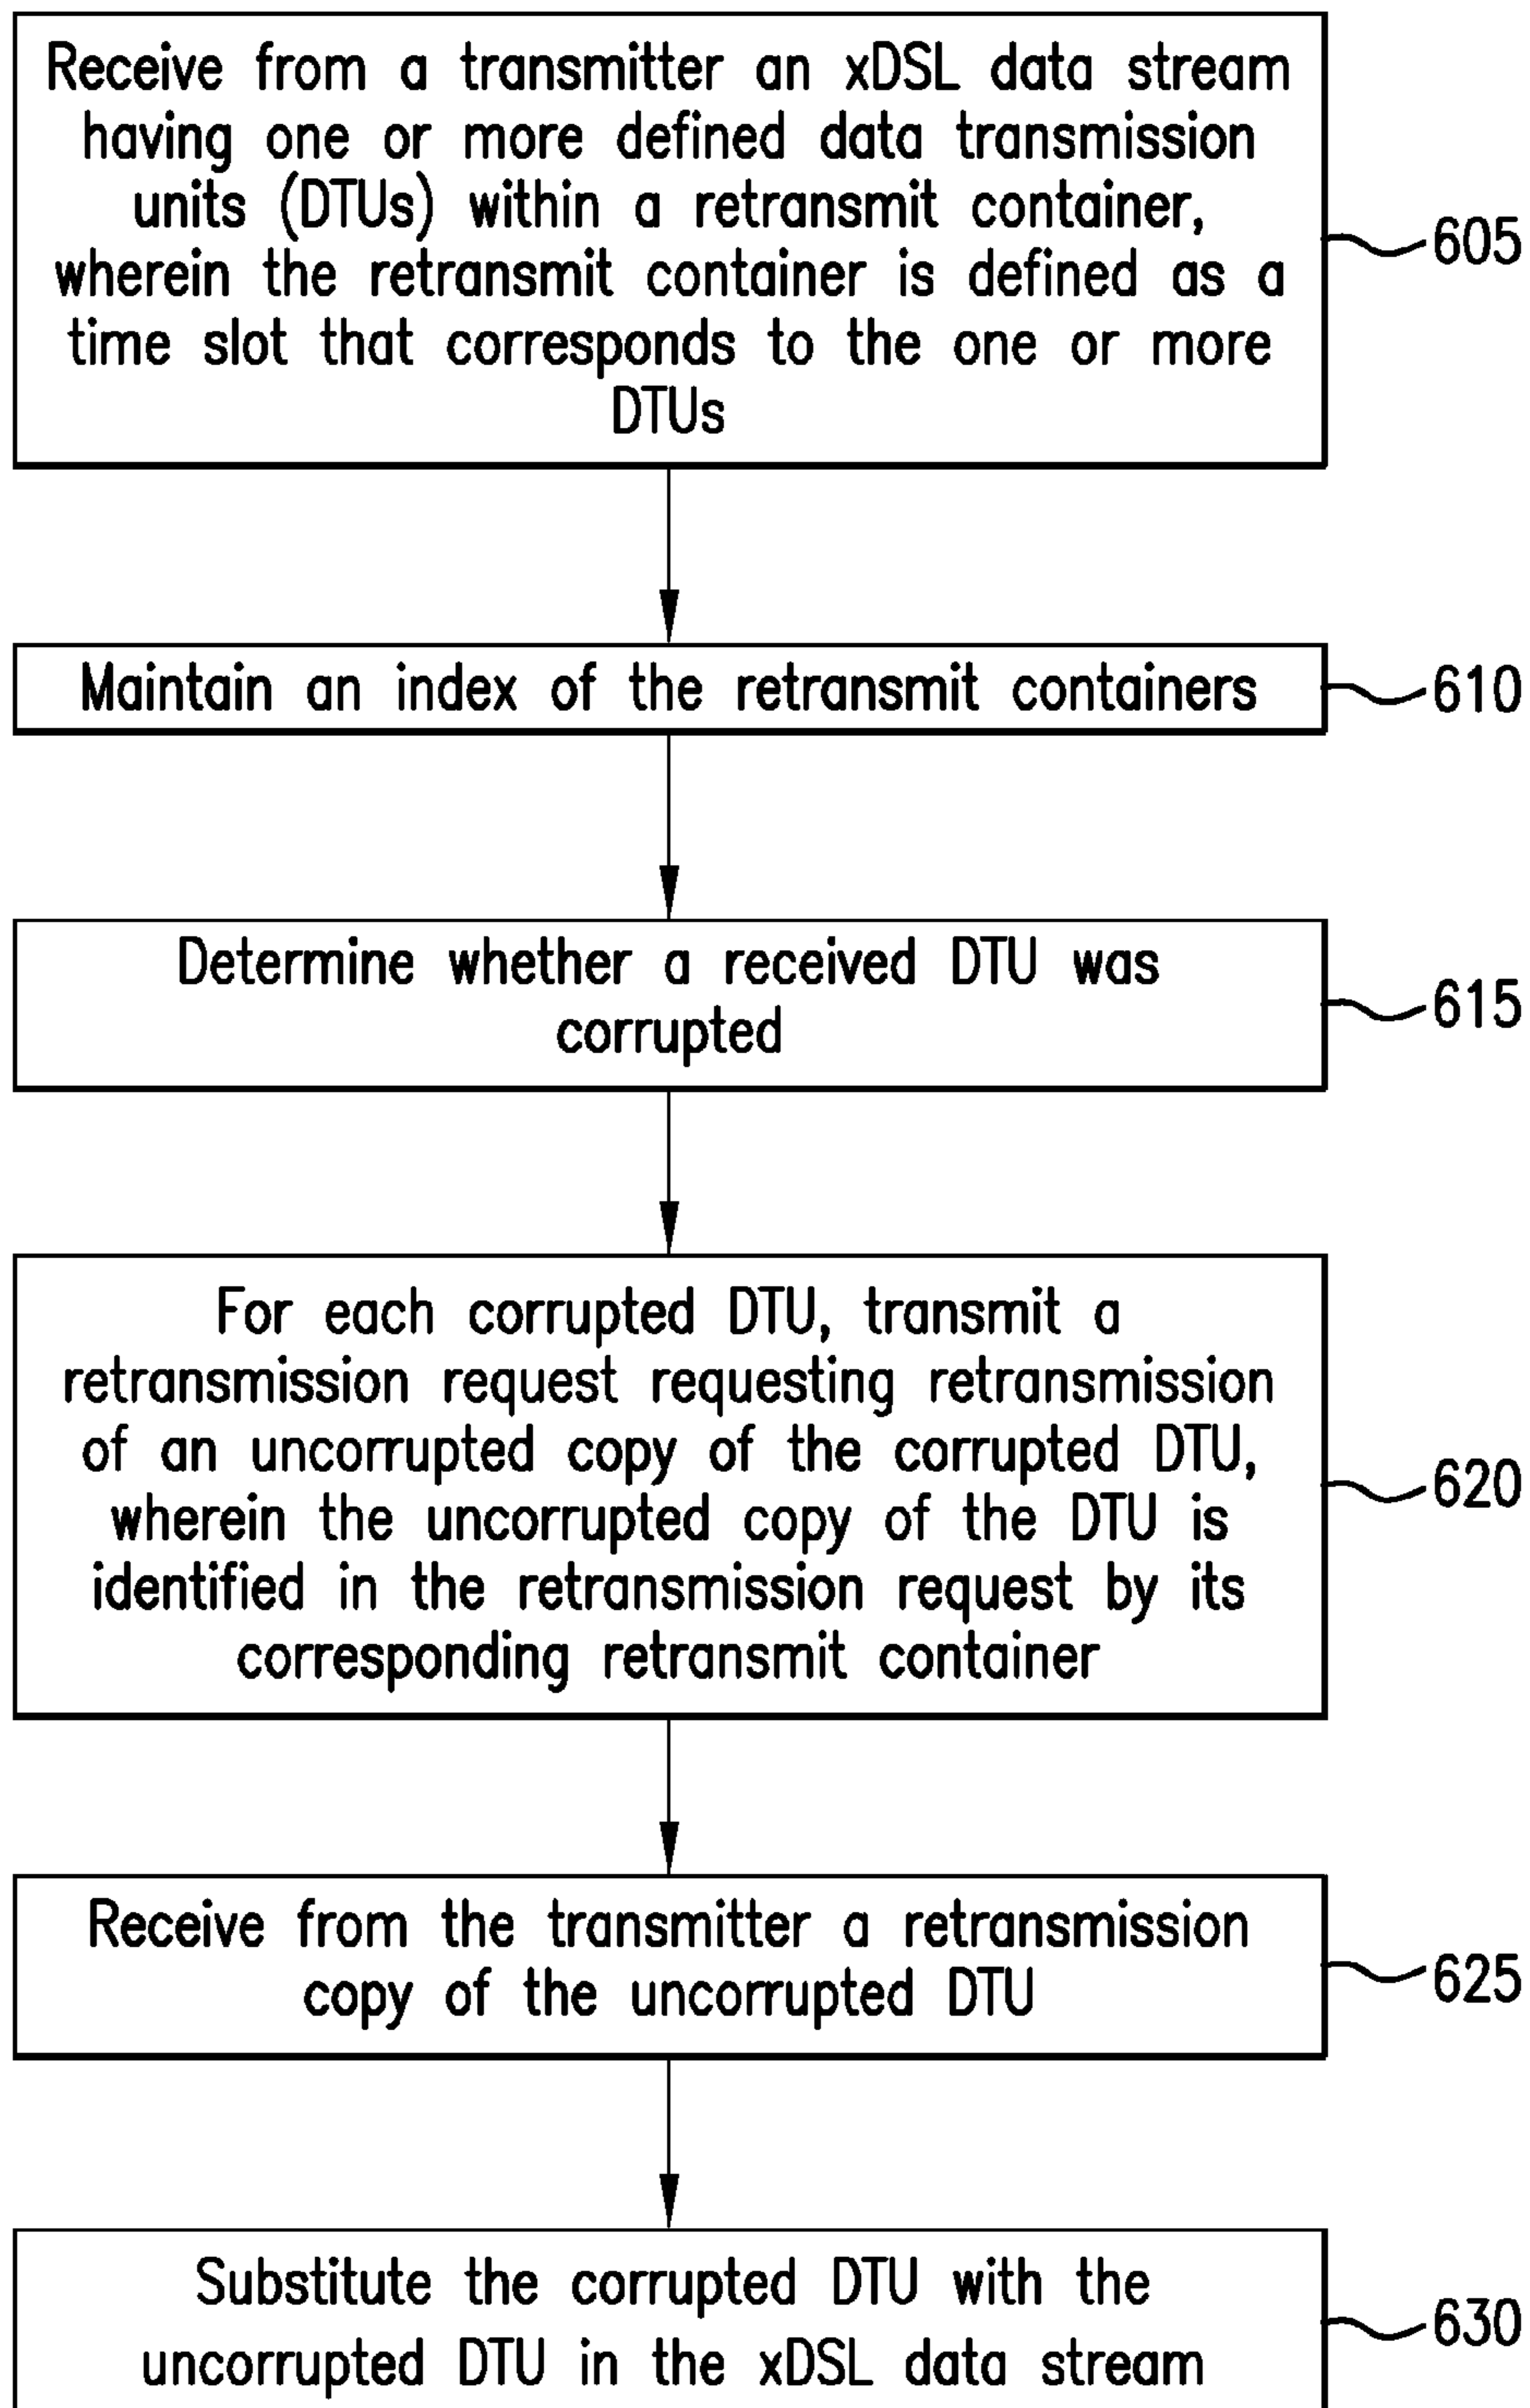 Receive from a transmitter an xDSL data stream
having one or more defined data transmission
units (DTUs) within a retransmit container,
wherein the retransmit container is defined as a
time slot that corresponds to the one or more
DTUs
605
Maintain an index of the retransmit containers
610
Determine whether a received DTU was
corrupted
615
For each corrupted DTU, transmit a
retransmission request requesting retransmission
of an uncorrupted copy of the corrupted DTU,
wherein the uncorrupted copy of the DTU is
identified in the retransmission request by its
corresponding retransmit container
620
Receive from the transmitter a retransmission
copy of the uncorrupted DTU
625
Substitute the corrupted DTU with the
uncorrupted DTU in the xDSL data stream
630